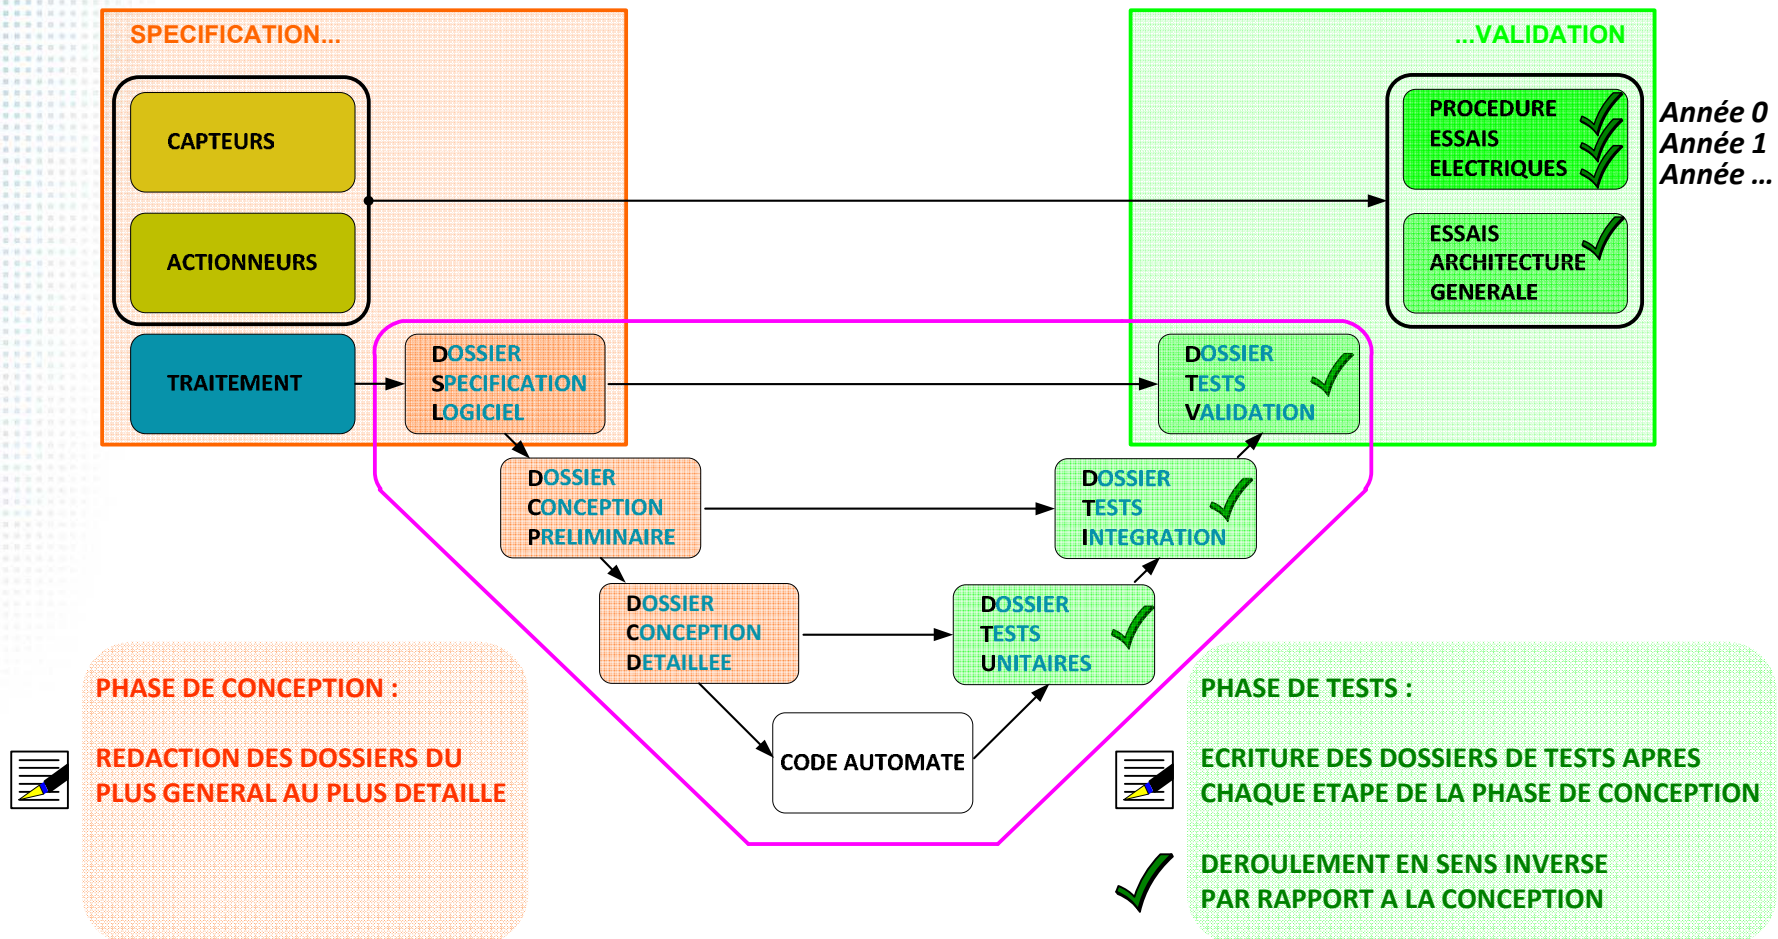 SPECIFICATION...
...VALIDATION
CAPTEURS
ACTIONNEURS
TRAITEMENT
PROCEDURE
ESSAIS
ELECTRIQUES
Année 0
Année 1
Année ...
ESSAIS
ARCHITECTURE
GENERALE
DOSSIER
SPECIFICATION
LOGICIEL
DOSSIER
TESTS
VALIDATION
DOSSIER
CONCEPTION
PRELIMINAIRE
DOSSIER
TESTS
INTEGRATION
DOSSIER
CONCEPTION
DETAILLEE
DOSSIER
TESTS
UNITAIRES
CODE AUTOMATE
PHASE DE CONCEPTION :
REDACTION DES DOSSIERS DU
PLUS GENERAL AU PLUS DETAILLE
PHASE DE TESTS :
ECRITURE DES DOSSIERS DE TESTS APRES
CHAQUE ETAPE DE LA PHASE DE CONCEPTION
DEROULEMENT EN SENS INVERSE
PAR RAPPORT A LA CONCEPTION